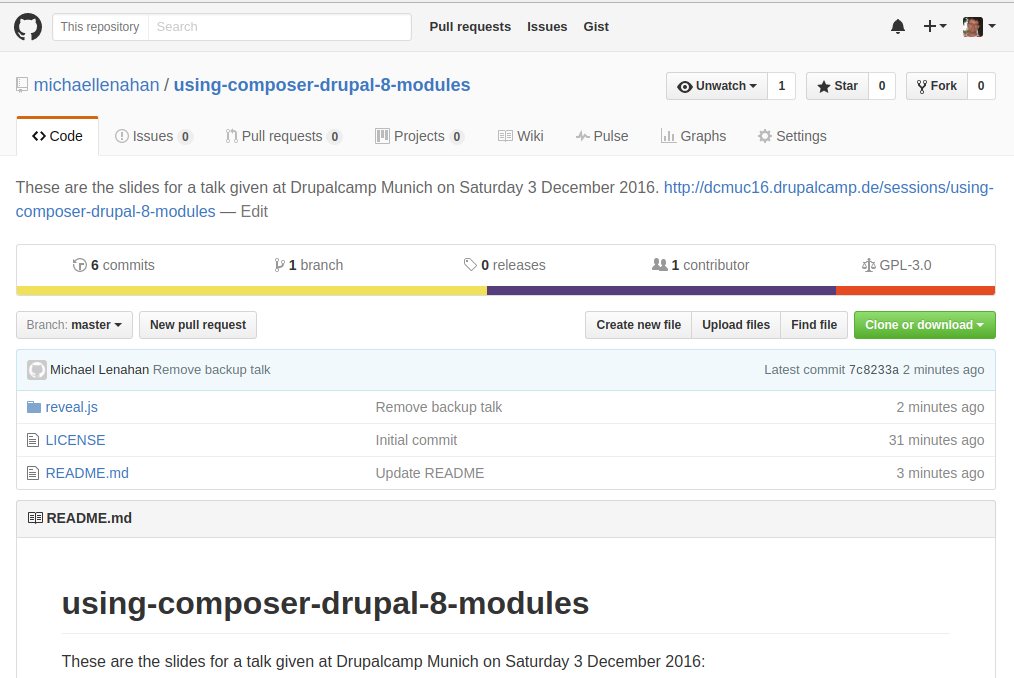 This repository Search Pull requests Issues Gist
michaellenahan / using-composer-drupal-8-modules Unwatch 1 Star 0 Fork 0
Code Issues 0 Pull requests 0 Projects 0 Wiki Pulse Graphs Settings
These are the slides for a talk given at Drupalcamp Munich on Saturday 3 December 2016. http://dcmuc16.drupalcamp.de/sessions/using-
composer-drupal-8-modules — Edit
6 commits 1 branch 0 releases 1 contributor GPL-3.0
Branch: master New pull request Create new file Upload files Find file Clone or download
Michael Lenahan Remove backup talk Latest commit 7c8233a 2 minutes ago
reveal.js Remove backup talk 2 minutes ago
LICENSE Initial commit 31 minutes ago
README.md Update README 3 minutes ago
README.md
using-composer-drupal-8-modules
These are the slides for a talk given at Drupalcamp Munich on Saturday 3 December 2016: